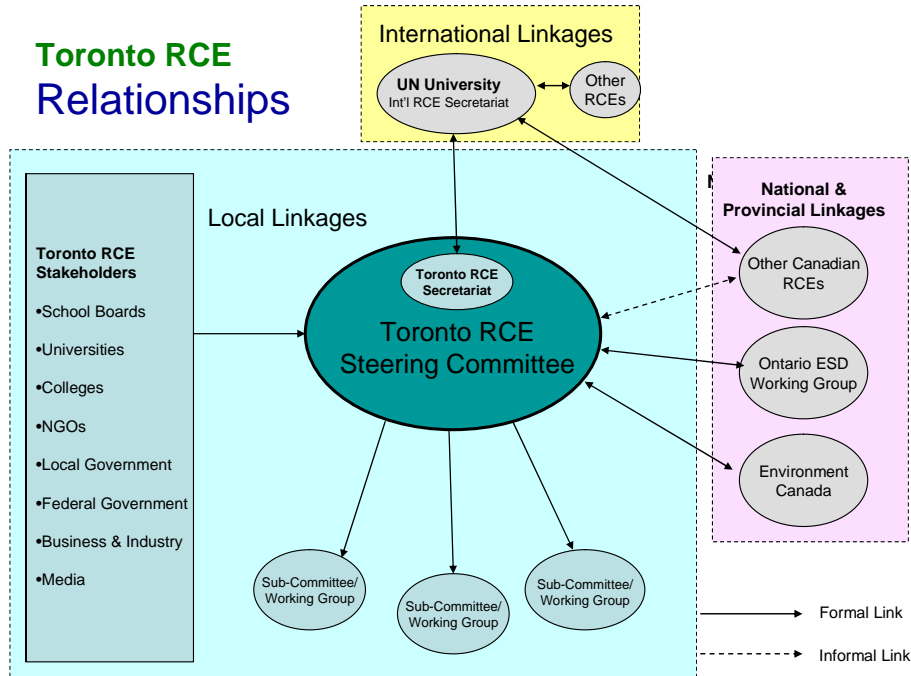 Toronto RCE
Relationships
International Linkages
UN University
Int'l RCE Secretariat
Other
RCEs
National &
Provincial Linkages
Other Canadian
RCEs
Ontario ESD
Working Group
Environment
Canada
Local Linkages
Toronto RCE
Stakeholders
•School Boards
•Universities
•Colleges
•NGOs
•Local Government
•Federal Government
•Business & Industry
•Media
Toronto RCE
Secretariat
Toronto RCE
Steering Committee
Sub-Committee/
Working Group
Sub-Committee/
Working Group
Sub-Committee/
Working Group
Formal Link
Informal Link